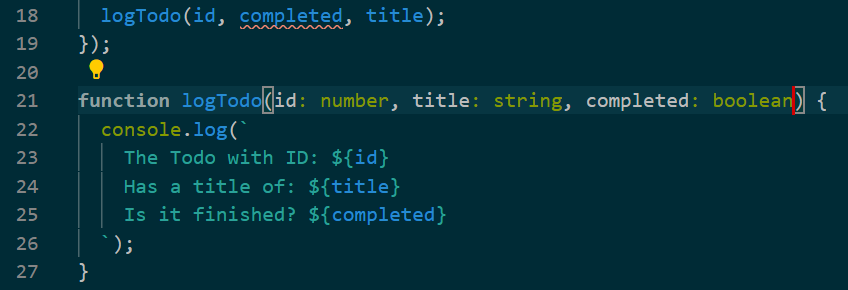 18 logTodo(id, completed, title);
19 });
20
21 function logTodo(id: number, title: string, completed: boolean) {
22 console.log(`
23 The Todo with ID: ${id}
24 Has a title of: ${title}
25 Is it finished? ${completed}
26 `);
27 }